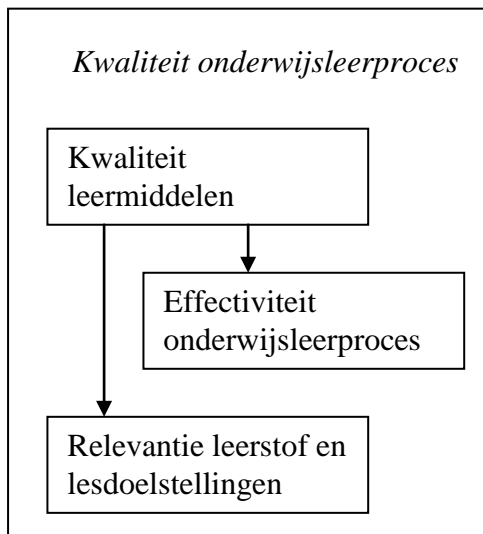 Kwaliteit onderwijsleerproces
Kwaliteit
leermiddelen
Effectiviteit
onderwijsleerproces
Relevantie leerstof en
lesdoelstellingen